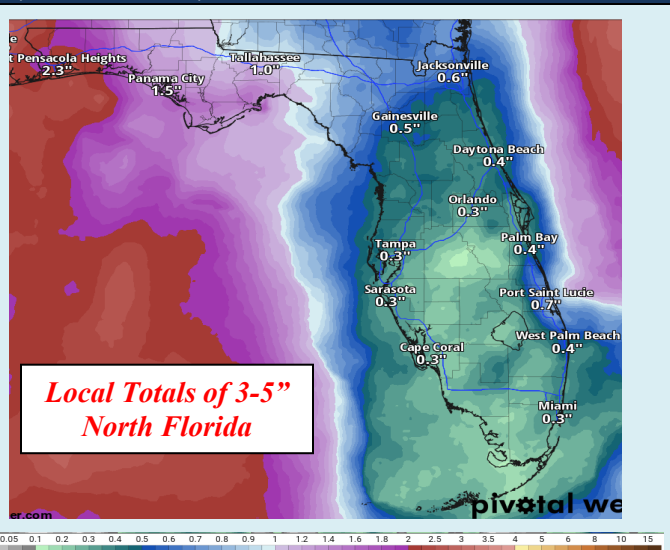 e
t Pensacola Heights
2.3"
Tallahassee
1.0"
Jacksonville
0.6"
Panama City
1.5"
Gainesville
0.5"
Daytona Beach
0.4"
Orlando
0.3"
Tampa
0.3"
Palm Bay
0.4"
Sarasota
0.3"
Port Saint Lucie
0.7"
West Palm Beach
0.4"
Cape Coral
0.3"
Local Totals of 3-5”
North Florida
Miami
0.3"
er.com
pivotal we
0.05 0.1 0.2 0.3 0.4 0.5 0.6 0.7 0.8 0.9 1 1.2 1.4 1.6 1.8 2 2.5 3 3.5 4 5 6 8 10 15